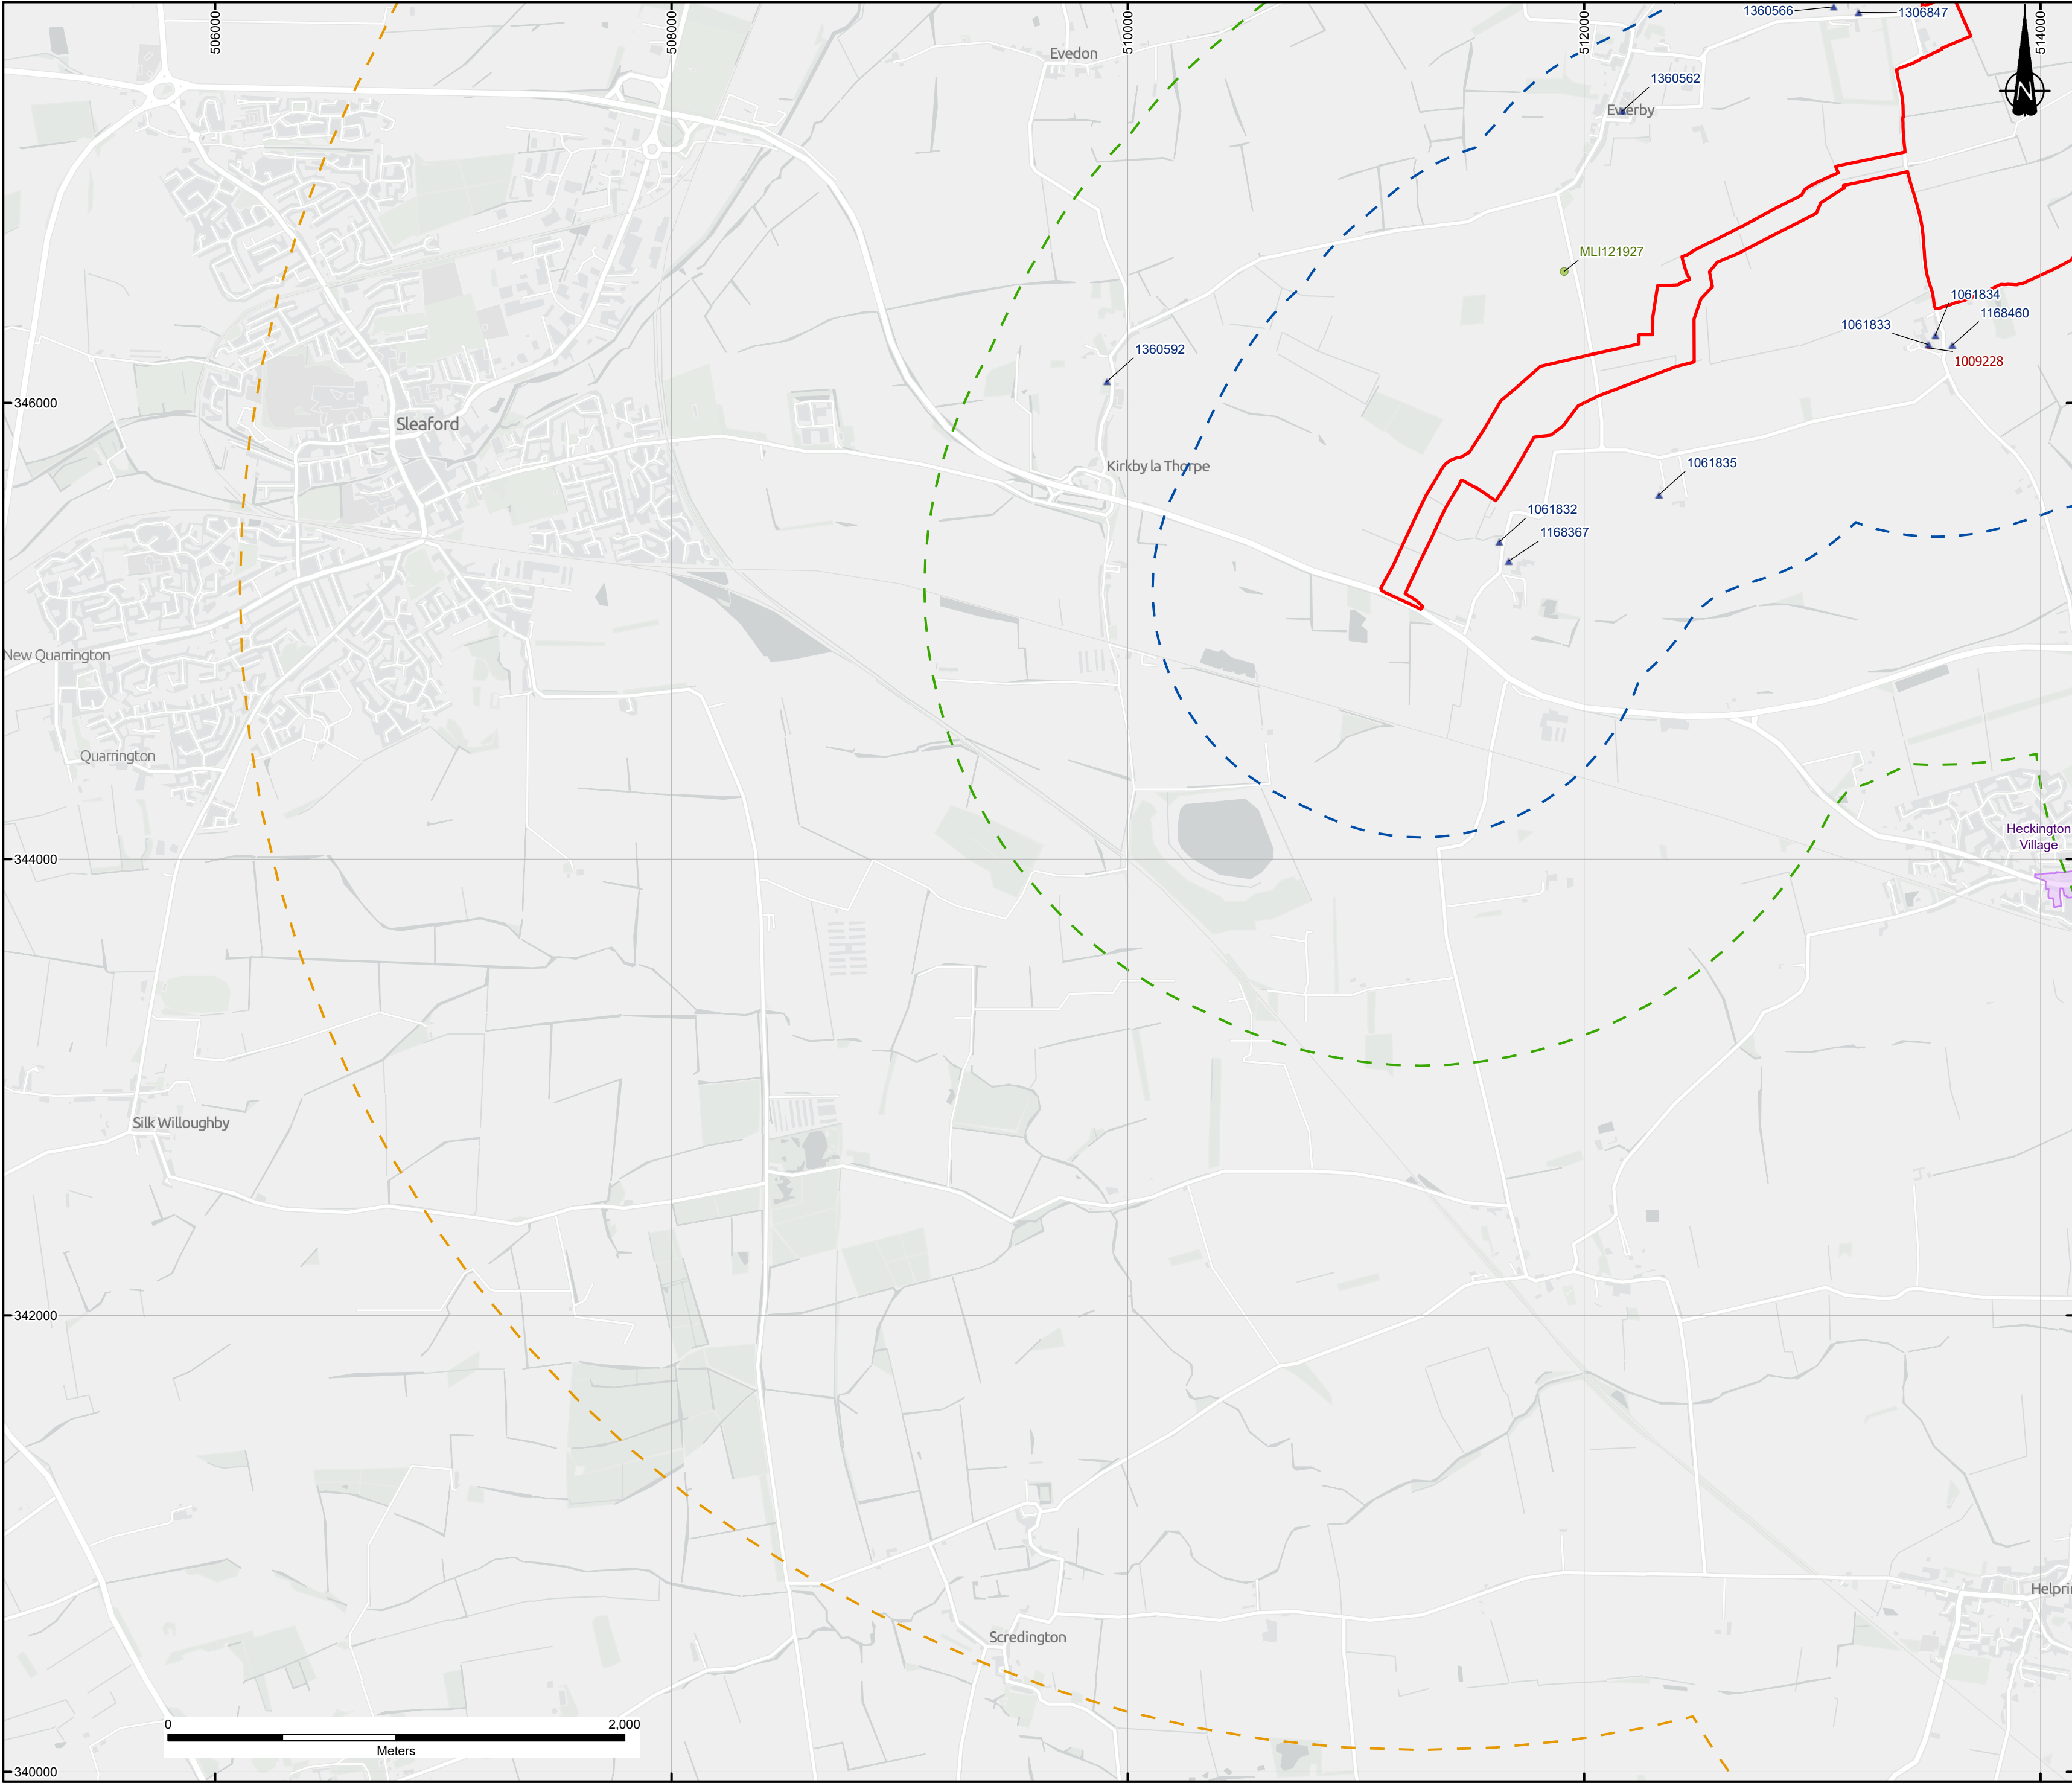 506000
508000
510000
512000
514000
1360566
1306847
N
Evedon
1360562
Ewerby
MLI121927
1061834
1168460
1061833
1009228
1360592
346000
Sleaford
Kirkby la Thorpe
1061835
1061832
1168367
New Quarrington
Quarrington
Heckington
Village
344000
Silk Willoughby
342000
Helprin
Scredington
0 2,000
Meters
340000